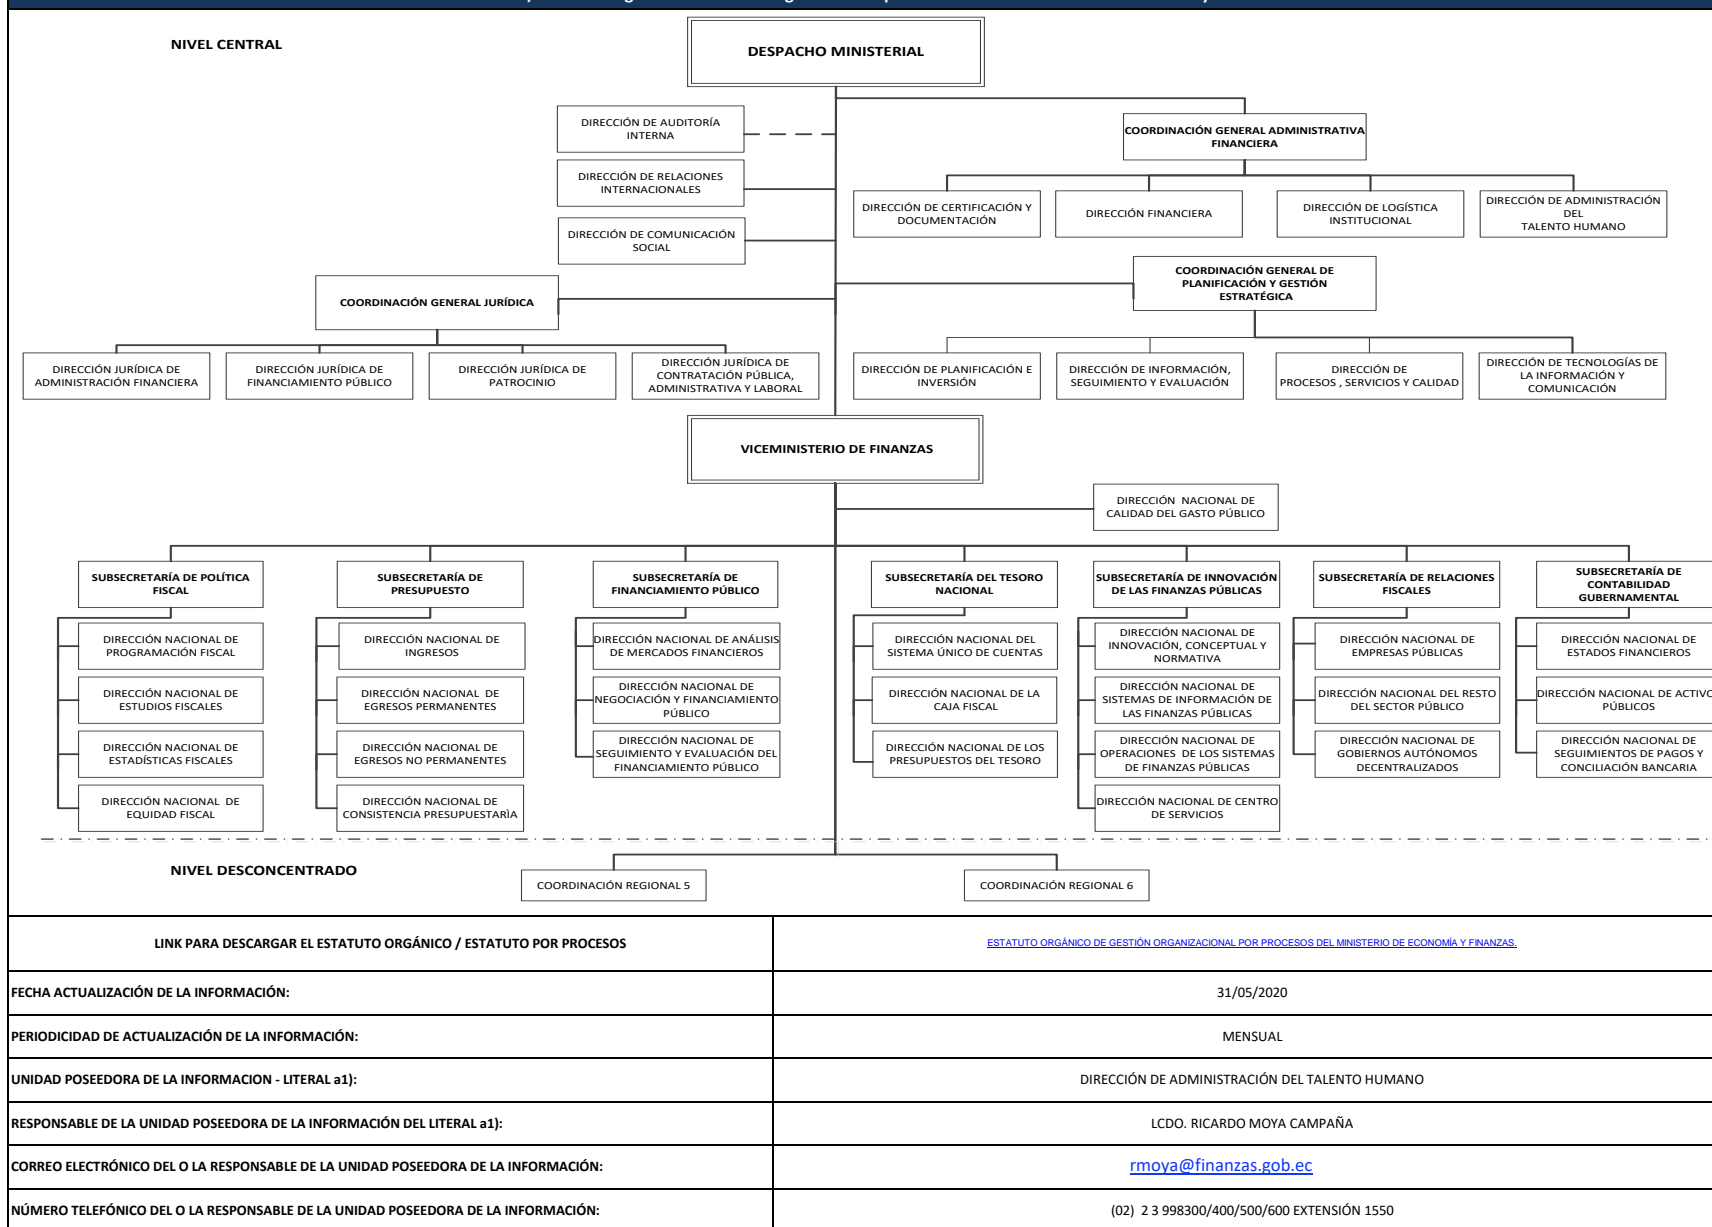 NIVEL CENTRAL
DESPACHO MINISTERIAL
DIRECCIÓN DE AUDITORÍA
INTERNA
COORDINACIÓN GENERAL ADMINISTRATIVA
FINANCIERA
DIRECCIÓN DE RELACIONES
INTERNACIONALES
DIRECCIÓN DE CERTIFICACIÓN Y
DOCUMENTACIÓN
DIRECCIÓN FINANCIERA
DIRECCIÓN DE LOGÍSTICA
INSTITUCIONAL
DIRECCIÓN DE ADMINISTRACIÓN
DEL
TALENTO HUMANO
DIRECCIÓN DE COMUNICACIÓN
SOCIAL
COORDINACIÓN GENERAL JURÍDICA
COORDINACIÓN GENERAL DE
PLANIFICACIÓN Y GESTIÓN
ESTRATÉGICA
DIRECCIÓN JURÍDICA DE
ADMINISTRACIÓN FINANCIERA
DIRECCIÓN JURÍDICA DE
FINANCIAMIENTO PÚBLICO
DIRECCIÓN JURÍDICA DE
PATROCINIO
DIRECCIÓN JURÍDICA DE
CONTRATACIÓN PÚBLICA,
ADMINISTRATIVA Y LABORAL
DIRECCIÓN DE PLANIFICACIÓN E
INVERSIÓN
DIRECCIÓN DE INFORMACIÓN,
SEGUIMIENTO Y EVALUACIÓN
DIRECCIÓN DE
PROCESOS , SERVICIOS Y CALIDAD
DIRECCIÓN DE TECNOLOGÍAS DE
LA INFORMACIÓN Y
COMUNICACIÓN
VICEMINISTERIO DE FINANZAS
DIRECCIÓN NACIONAL DE
CALIDAD DEL GASTO PÚBLICO
SUBSECRETARÍA DE POLÍTICA
FISCAL
SUBSECRETARÍA DE
PRESUPUESTO
SUBSECRETARÍA DE
FINANCIAMIENTO PÚBLICO
SUBSECRETARÍA DEL TESORO
NACIONAL
SUBSECRETARÍA DE INNOVACIÓN
DE LAS FINANZAS PÚBLICAS
SUBSECRETARÍA DE RELACIONES
FISCALES
SUBSECRETARÍA DE
CONTABILIDAD
GUBERNAMENTAL
DIRECCIÓN NACIONAL DE
PROGRAMACIÓN FISCAL
DIRECCIÓN NACIONAL DE
INGRESOS
DIRECCIÓN NACIONAL DE ANÁLISIS
DE MERCADOS FINANCIEROS
DIRECCIÓN NACIONAL DEL
SISTEMA ÚNICO DE CUENTAS
DIRECCIÓN NACIONAL DE
INNOVACIÓN, CONCEPTUAL Y
NORMATIVA
DIRECCIÓN NACIONAL DE
EMPRESAS PÚBLICAS
DIRECCIÓN NACIONAL DE
ESTADOS FINANCIEROS
DIRECCIÓN NACIONAL DE
ESTUDIOS FISCALES
DIRECCIÓN NACIONAL DE
EGRESOS PERMANENTES
DIRECCIÓN NACIONAL DE
NEGOCIACIÓN Y FINANCIAMIENTO
PÚBLICO
DIRECCIÓN NACIONAL DE LA
CAJA FISCAL
DIRECCIÓN NACIONAL DE
SISTEMAS DE INFORMACIÓN DE
LAS FINANZAS PÚBLICAS
DIRECCIÓN NACIONAL DEL RESTO
DEL SECTOR PÚBLICO
DIRECCIÓN NACIONAL DE ACTIVO
PÚBLICOS
DIRECCIÓN NACIONAL DE
ESTADÍSTICAS FISCALES
DIRECCIÓN NACIONAL DE
EGRESOS NO PERMANENTES
DIRECCIÓN NACIONAL DE
SEGUIMIENTO Y EVALUACIÓN DEL
FINANCIAMIENTO PÚBLICO
DIRECCIÓN NACIONAL DE LOS
PRESUPUESTOS DEL TESORO
DIRECCIÓN NACIONAL DE
OPERACIONES DE LOS SISTEMAS
DE FINANZAS PÚBLICAS
DIRECCIÓN NACIONAL DE
GOBIERNOS AUTÓNOMOS
DECENTRALIZADOS
DIRECCIÓN NACIONAL DE
SEGUIMIENTOS DE PAGOS Y
CONCILIACIÓN BANCARIA
DIRECCIÓN NACIONAL DE
EQUIDAD FISCAL
DIRECCIÓN NACIONAL DE
CONSISTENCIA PRESUPUESTARÌA
DIRECCIÓN NACIONAL DE CENTRO
DE SERVICIOS
NIVEL DESCONCENTRADO
COORDINACIÓN REGIONAL 5
COORDINACIÓN REGIONAL 6
LINK PARA DESCARGAR EL ESTATUTO ORGÁNICO / ESTATUTO POR PROCESOS
ESTATUTO ORGÁNICO DE GESTIÓN ORGANIZACIONAL POR PROCESOS DEL MINISTERIO DE ECONOMÍA Y FINANZAS.
FECHA ACTUALIZACIÓN DE LA INFORMACIÓN:
31/05/2020
PERIODICIDAD DE ACTUALIZACIÓN DE LA INFORMACIÓN:
MENSUAL
UNIDAD POSEEDORA DE LA INFORMACION - LITERAL a1):
DIRECCIÓN DE ADMINISTRACIÓN DEL TALENTO HUMANO
RESPONSABLE DE LA UNIDAD POSEEDORA DE LA INFORMACIÓN DEL LITERAL a1):
LCDO. RICARDO MOYA CAMPAÑA
CORREO ELECTRÓNICO DEL O LA RESPONSABLE DE LA UNIDAD POSEEDORA DE LA INFORMACIÓN:
rmoya@finanzas.gob.ec
NÚMERO TELEFÓNICO DEL O LA RESPONSABLE DE LA UNIDAD POSEEDORA DE LA INFORMACIÓN:
(02) 2 3 998300/400/500/600 EXTENSIÓN 1550